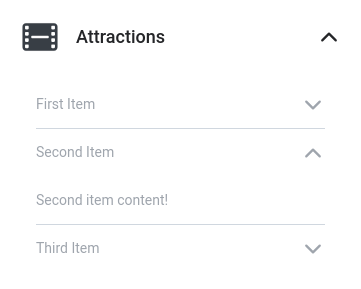 Attractions
First Item
Second Item
Second item content!
Third Item